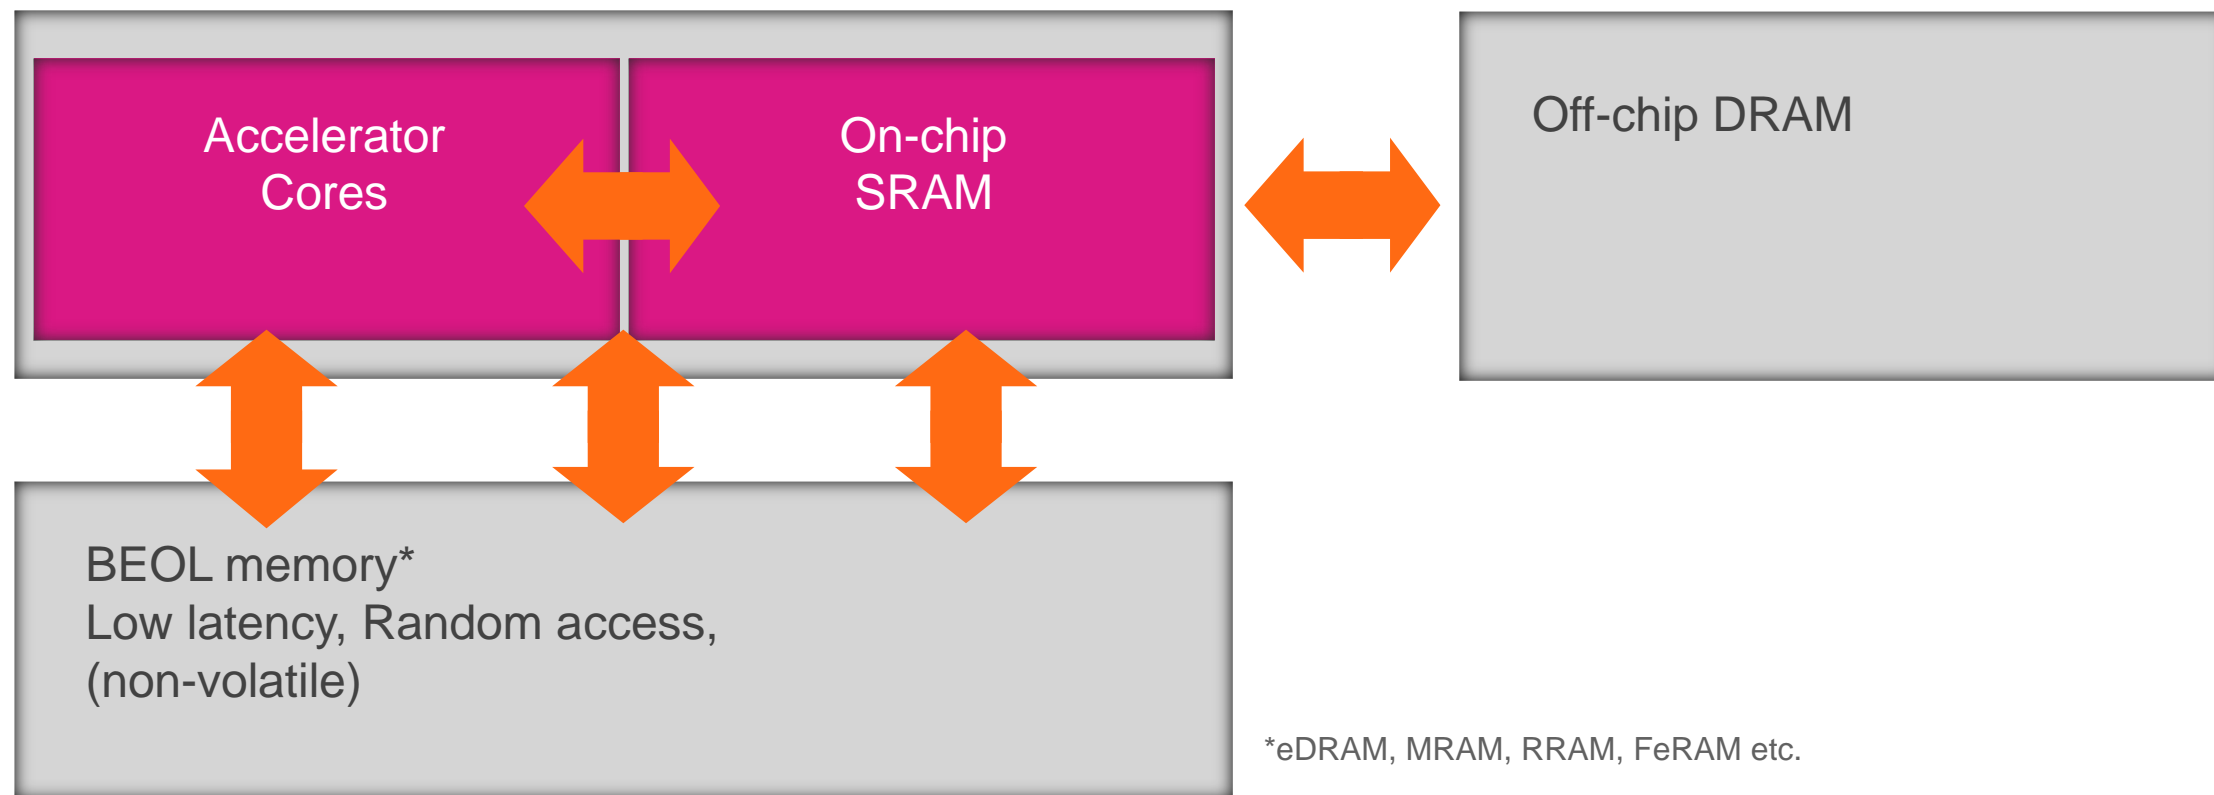 Accelerator
Cores
On-chip
SRAM
Off-chip DRAM
BEOL memory*
Low latency, Random access,
(non-volatile)
*eDRAM, MRAM, RRAM, FeRAM etc.